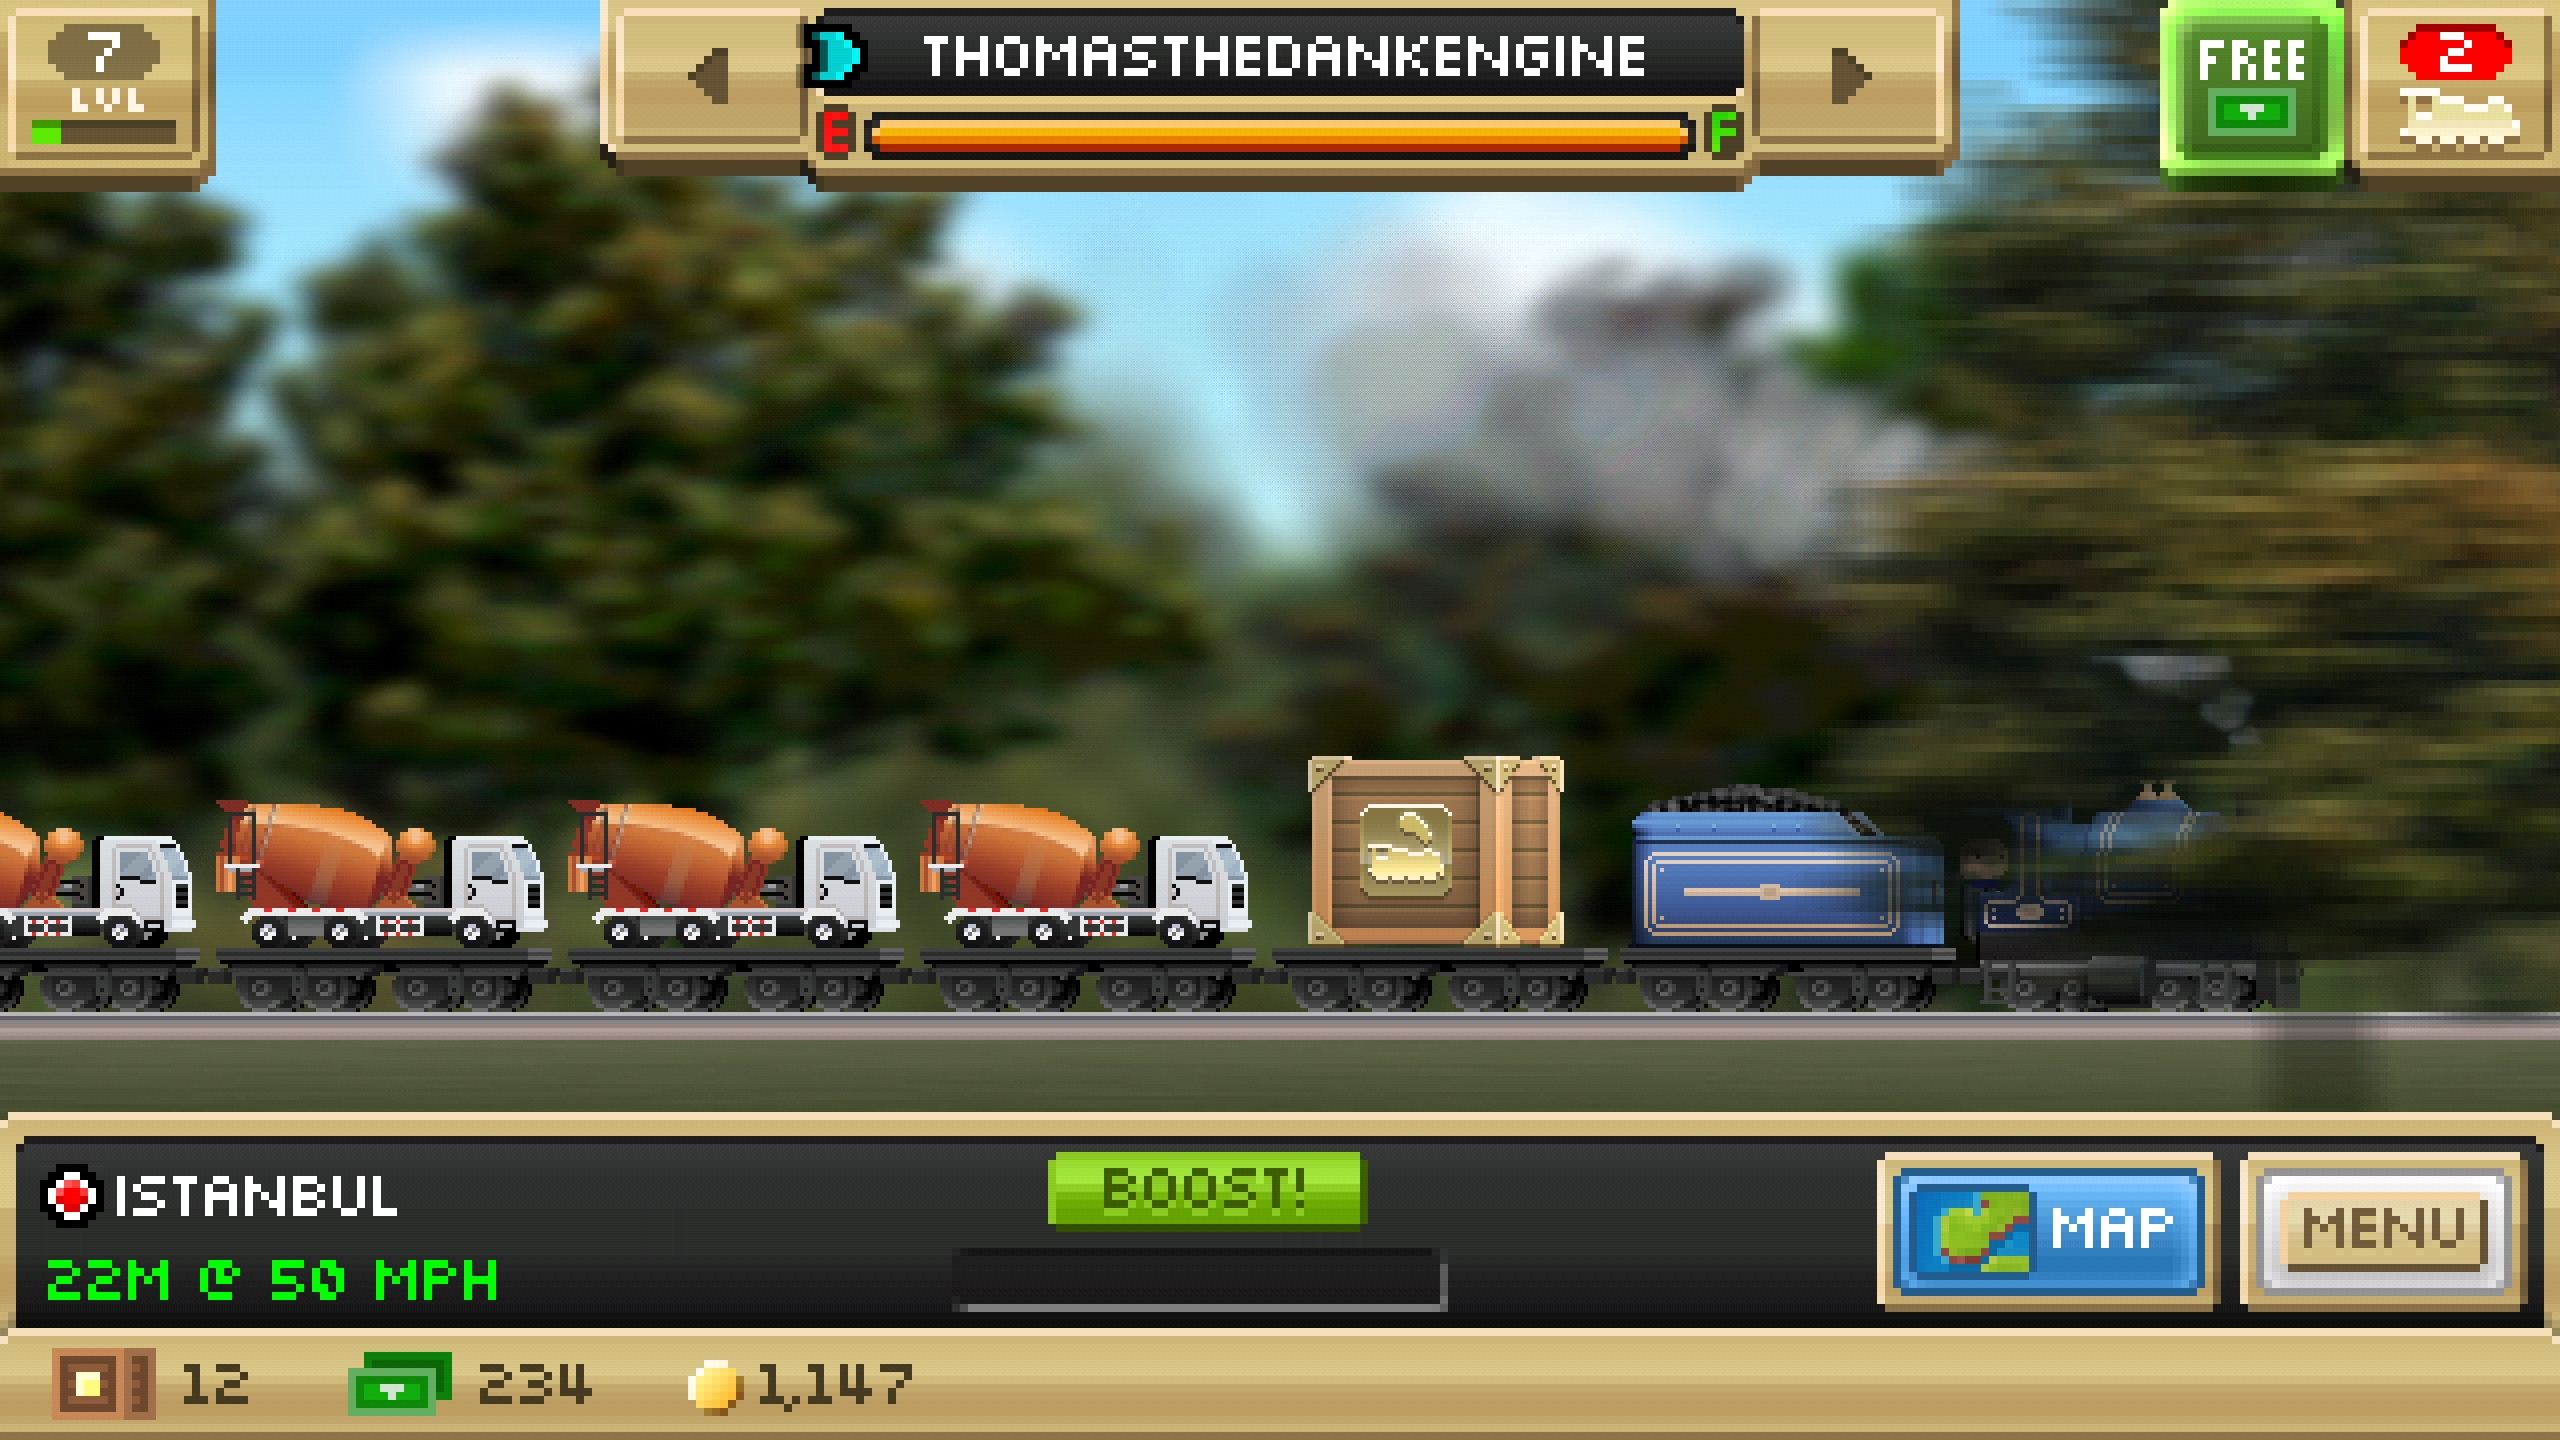 7
LVL
THOMASTHEDANKENGINE
E F
FREE
2
ISTANBUL
22M @ 50 MPH
BOOST!
MAP
MENU
12 234 1,147